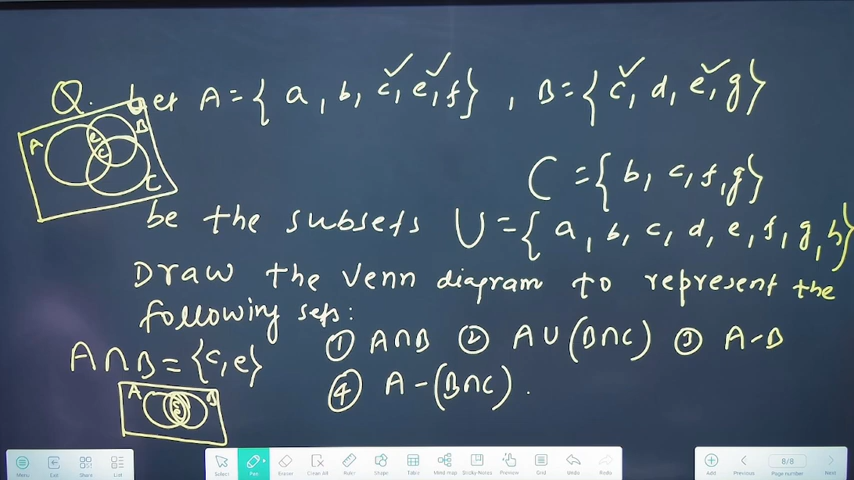 Q. Let A = { a, b, c, e, f } , B = { c, d, e, g }
A
B
e
c
C
C = { b, c, f, g }
be the subsets U = { a, b, c, d, e, f, g, h }
Draw the Venn diagram to represent the
following sets:
① A∩B ② A∪(B∩C) ③ A-B
A∩B = {c, e}
④ A-(B∩C) .
A B
Menu Exit Share List Select Pen Eraser Clean All Ruler Shape Table Mind map Sticky-Notes Preview Grid Undo Redo Add Previous 8/8 Page number Next